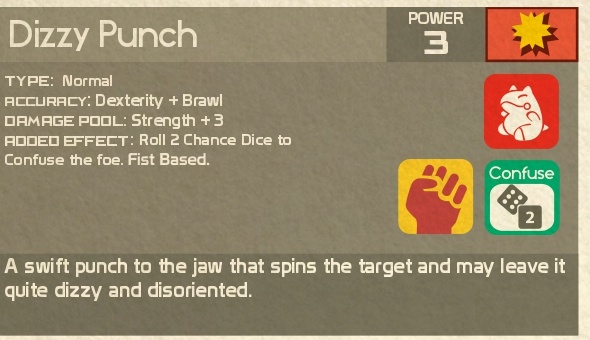 Dizzy Punch
POWER
3
TYPE: Normal
ACCURACY: Dexterity + Brawl
DAMAGE POOL: Strength + 3
ADDED EFFECT: Roll 2 Chance Dice to
Confuse the foe. Fist Based.
Confuse
2
A swift punch to the jaw that spins the target and may leave it
quite dizzy and disoriented.